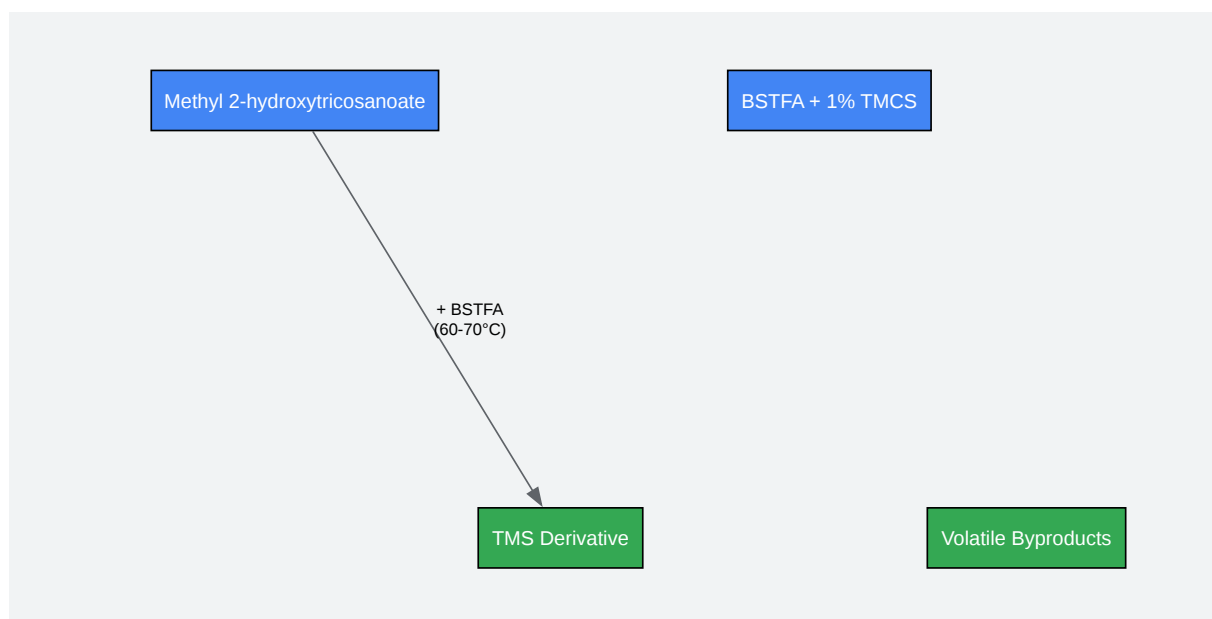 Methyl 2-hydroxytricosanoate
BSTFA + 1% TMCS
+ BSTFA
(60-70°C)
TMS Derivative
Volatile Byproducts